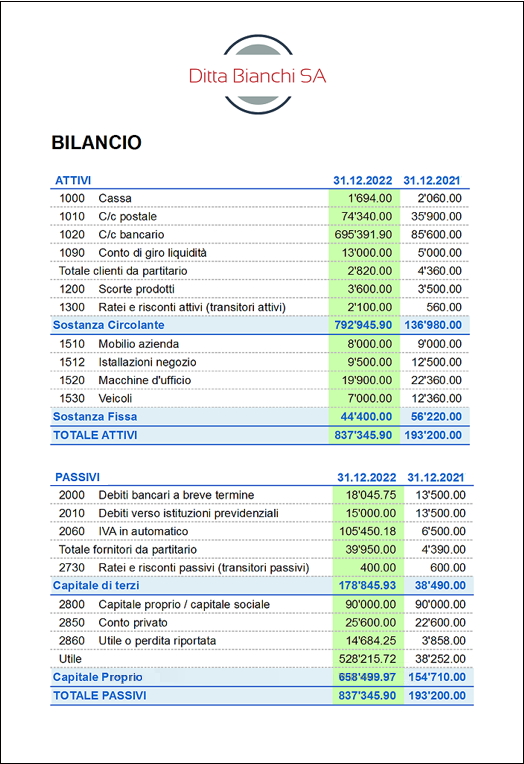 Ditta Bianchi SA
BILANCIO
ATTIVI 31.12.2022 31.12.2021
1000 Cassa 1'694.00 2'060.00
1010 C/c postale 74'340.00 35'900.00
1020 C/c bancario 695'391.90 85'600.00
1090 Conto di giro liquidità 13'000.00 5'000.00
Totale clienti da partitario 2'820.00 4'360.00
1200 Scorte prodotti 3'600.00 3'500.00
1300 Ratei e risconti attivi (transitori attivi) 2'100.00 560.00
Sostanza Circolante 792'945.90 136'980.00
1510 Mobilio azienda 8'000.00 9'000.00
1512 Istallazioni negozio 9'500.00 12'500.00
1520 Macchine d'ufficio 19'900.00 22'360.00
1530 Veicoli 7'000.00 12'360.00
Sostanza Fissa 44'400.00 56'220.00
TOTALE ATTIVI 837'345.90 193'200.00
PASSIVI 31.12.2022 31.12.2021
2000 Debiti bancari a breve termine 18'045.75 13'500.00
2010 Debiti verso istituzioni previdenziali 15'000.00 13'500.00
2060 IVA in automatico 105'450.18 6'500.00
Totale fornitori da partitario 39'950.00 4'390.00
2730 Ratei e risconti passivi (transitori passivi) 400.00 600.00
Capitale di terzi 178'845.93 38'490.00
2800 Capitale proprio / capitale sociale 90'000.00 90'000.00
2850 Conto privato 25'600.00 22'600.00
2860 Utile o perdita riportata 14'684.25 3'858.00
Utile 528'215.72 38'252.00
Capitale Proprio 658'499.97 154'710.00
TOTALE PASSIVI 837'345.90 193'200.00